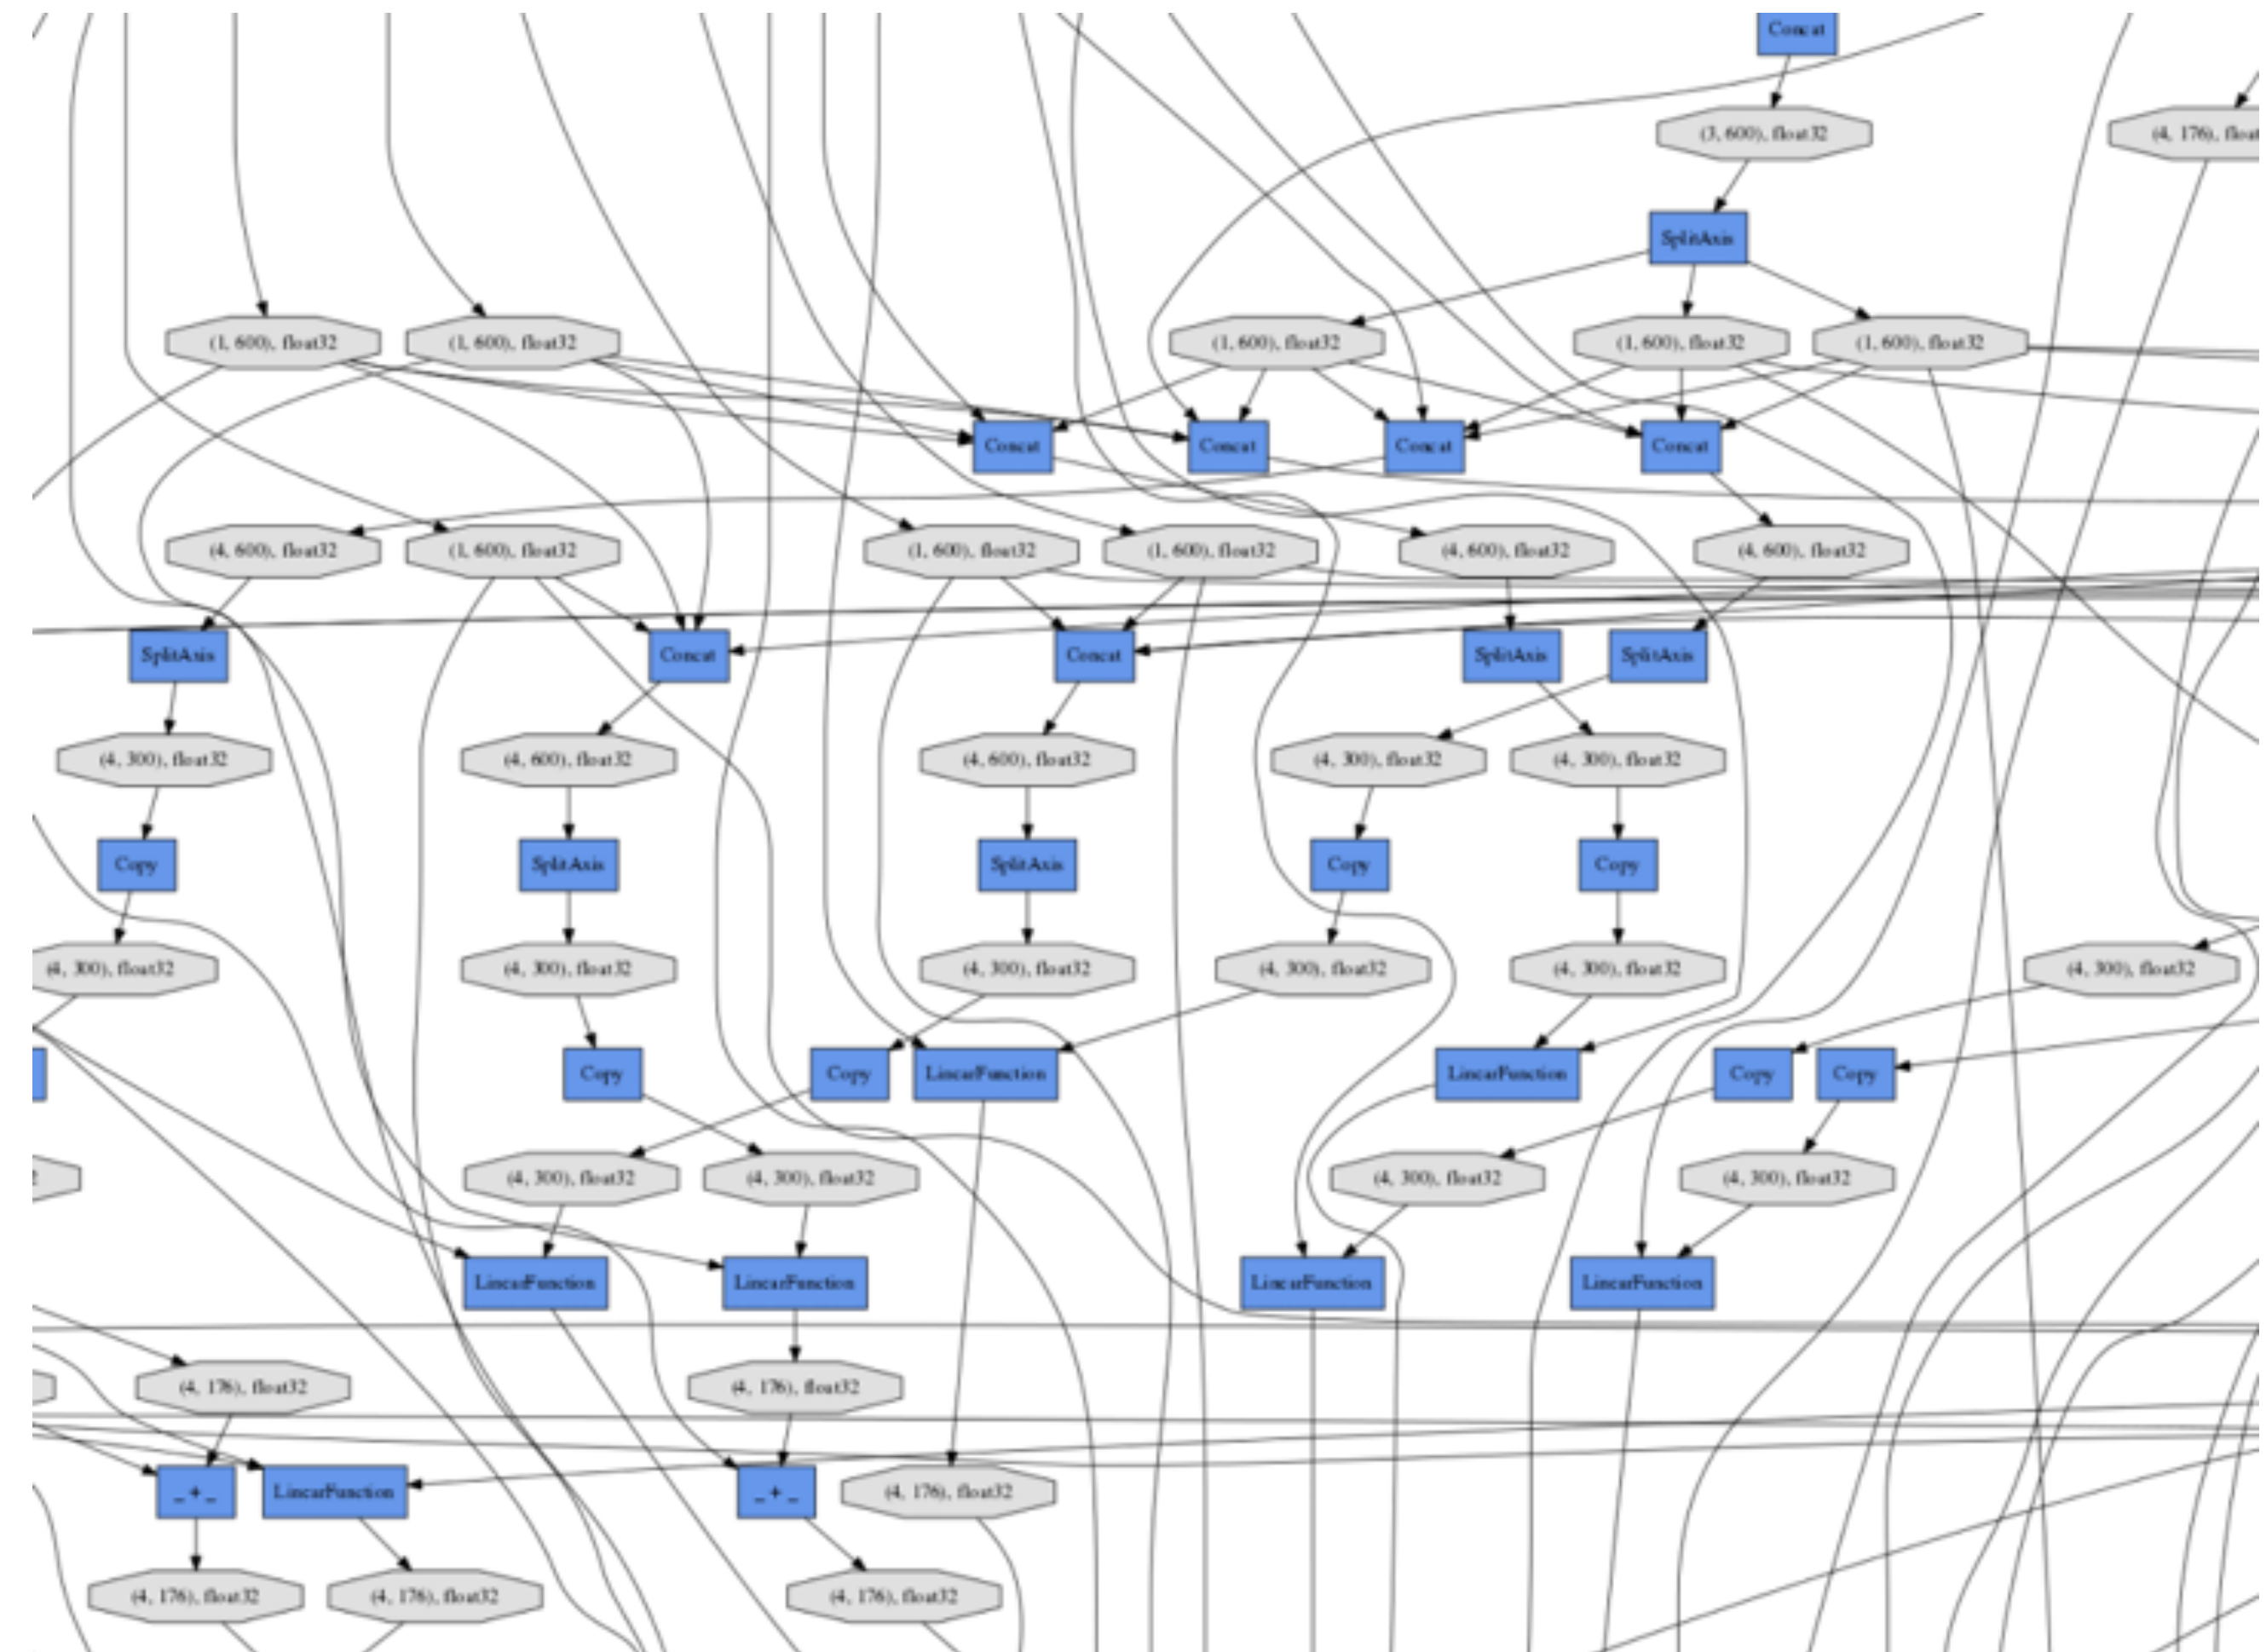 Concat
(3, 600), float32
(4, 176), float
SplitAxis
(1, 600), float32
(1, 600), float32
(1, 600), float32
(1, 600), float32
(1, 600), float32
Concat
Concat
Concat
Concat
(4, 600), float32
(1, 600), float32
(1, 600), float32
(1, 600), float32
(4, 600), float32
(4, 600), float32
SplitAxis
Concat
Concat
SplitAxis
SplitAxis
(4, 300), float32
(4, 600), float32
(4, 600), float32
(4, 300), float32
(4, 300), float32
Copy
SplitAxis
SplitAxis
Copy
Copy
(4, 300), float32
(4, 300), float32
(4, 300), float32
(4, 300), float32
(4, 300), float32
(4, 300), float32
Copy
Copy
LinearFunction
LinearFunction
Copy
Copy
2
(4, 300), float32
(4, 300), float32
(4, 300), float32
(4, 300), float32
LinearFunction
LinearFunction
LinearFunction
LinearFunction
(4, 176), float32
(4, 176), float32
_ + _
LinearFunction
_ + _
(4, 176), float32
(4, 176), float32
(4, 176), float32
(4, 176), float32